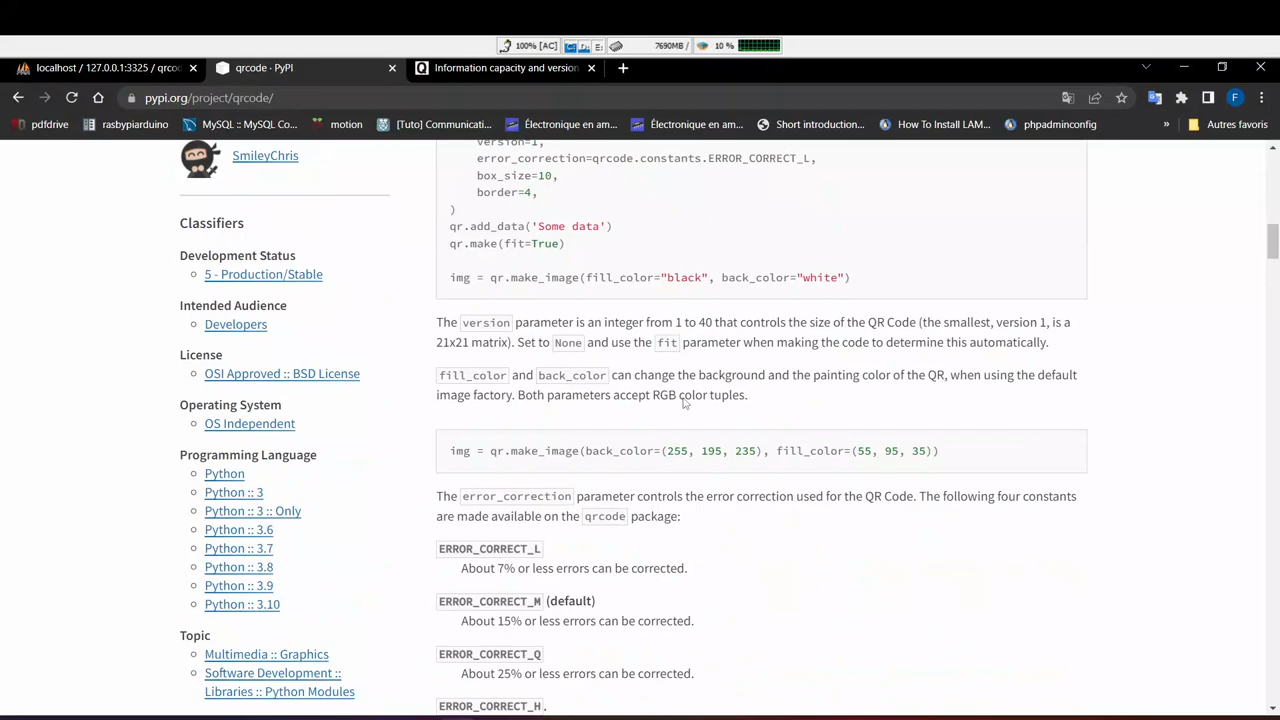 100% [AC]
7690MB /
10 %
localhost / 127.0.0.1:3325 / qrco
qrcode · PyPI
Information capacity and version
pypi.org/project/qrcode/
F
pdfdrive
rasbypiarduino
MySQL :: MySQL Co...
motion
[Tuto] Communicati...
Électronique en am...
Électronique en am...
Short introduction...
How To Install LAM...
phpadminconfig
»
Autres favoris
SmileyChris
Classifiers
Development Status
5 - Production/Stable
Intended Audience
Developers
License
OSI Approved :: BSD License
Operating System
OS Independent
Programming Language
Python
Python :: 3
Python :: 3 :: Only
Python :: 3.6
Python :: 3.7
Python :: 3.8
Python :: 3.9
Python :: 3.10
Topic
Multimedia :: Graphics
Software Development ::
Libraries :: Python Modules
version=1,
error_correction=qrcode.constants.ERROR_CORRECT_L,
box_size=10,
border=4,
)
qr.add_data('Some data')
qr.make(fit=True)
img = qr.make_image(fill_color="black", back_color="white")
The version parameter is an integer from 1 to 40 that controls the size of the QR Code (the smallest, version 1, is a
21x21 matrix). Set to None and use the fit parameter when making the code to determine this automatically.
fill_color and back_color can change the background and the painting color of the QR, when using the default
image factory. Both parameters accept RGB color tuples.
img = qr.make_image(back_color=(255, 195, 235), fill_color=(55, 95, 35))
The error_correction parameter controls the error correction used for the QR Code. The following four constants
are made available on the qrcode package:
ERROR_CORRECT_L
About 7% or less errors can be corrected.
ERROR_CORRECT_M (default)
About 15% or less errors can be corrected.
ERROR_CORRECT_Q
About 25% or less errors can be corrected.
ERROR_CORRECT_H.